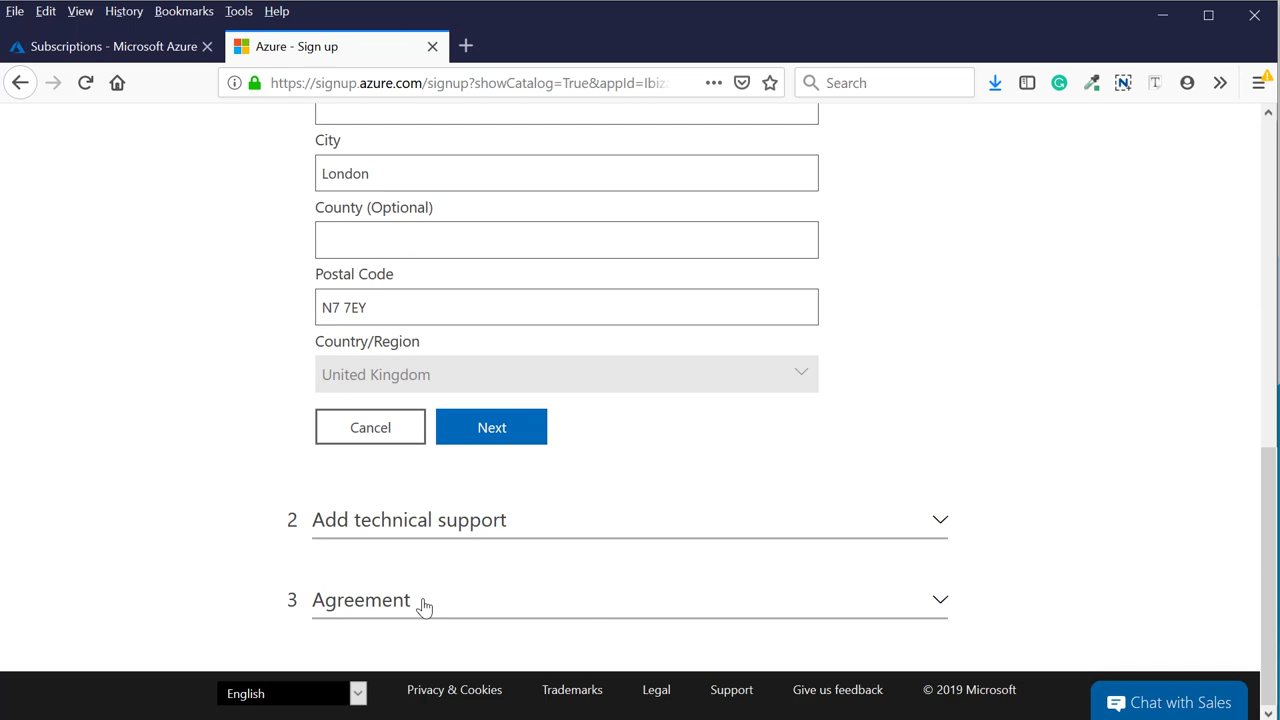 File Edit View History Bookmarks Tools Help
Subscriptions - Microsoft Azure
Azure - Sign up
https://signup.azure.com/signup?showCatalog=True&appId=Ibiz
Search
City
London
County (Optional)
Postal Code
N7 7EY
Country/Region
United Kingdom
Cancel
Next
2 Add technical support
3 Agreement
English
Privacy & Cookies
Trademarks
Legal
Support
Give us feedback
© 2019 Microsoft
Chat with Sales